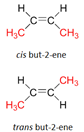 H H
C=C
H₃C CH₃
cis but-2-ene
H CH₃
C=C
H₃C H
trans but-2-ene